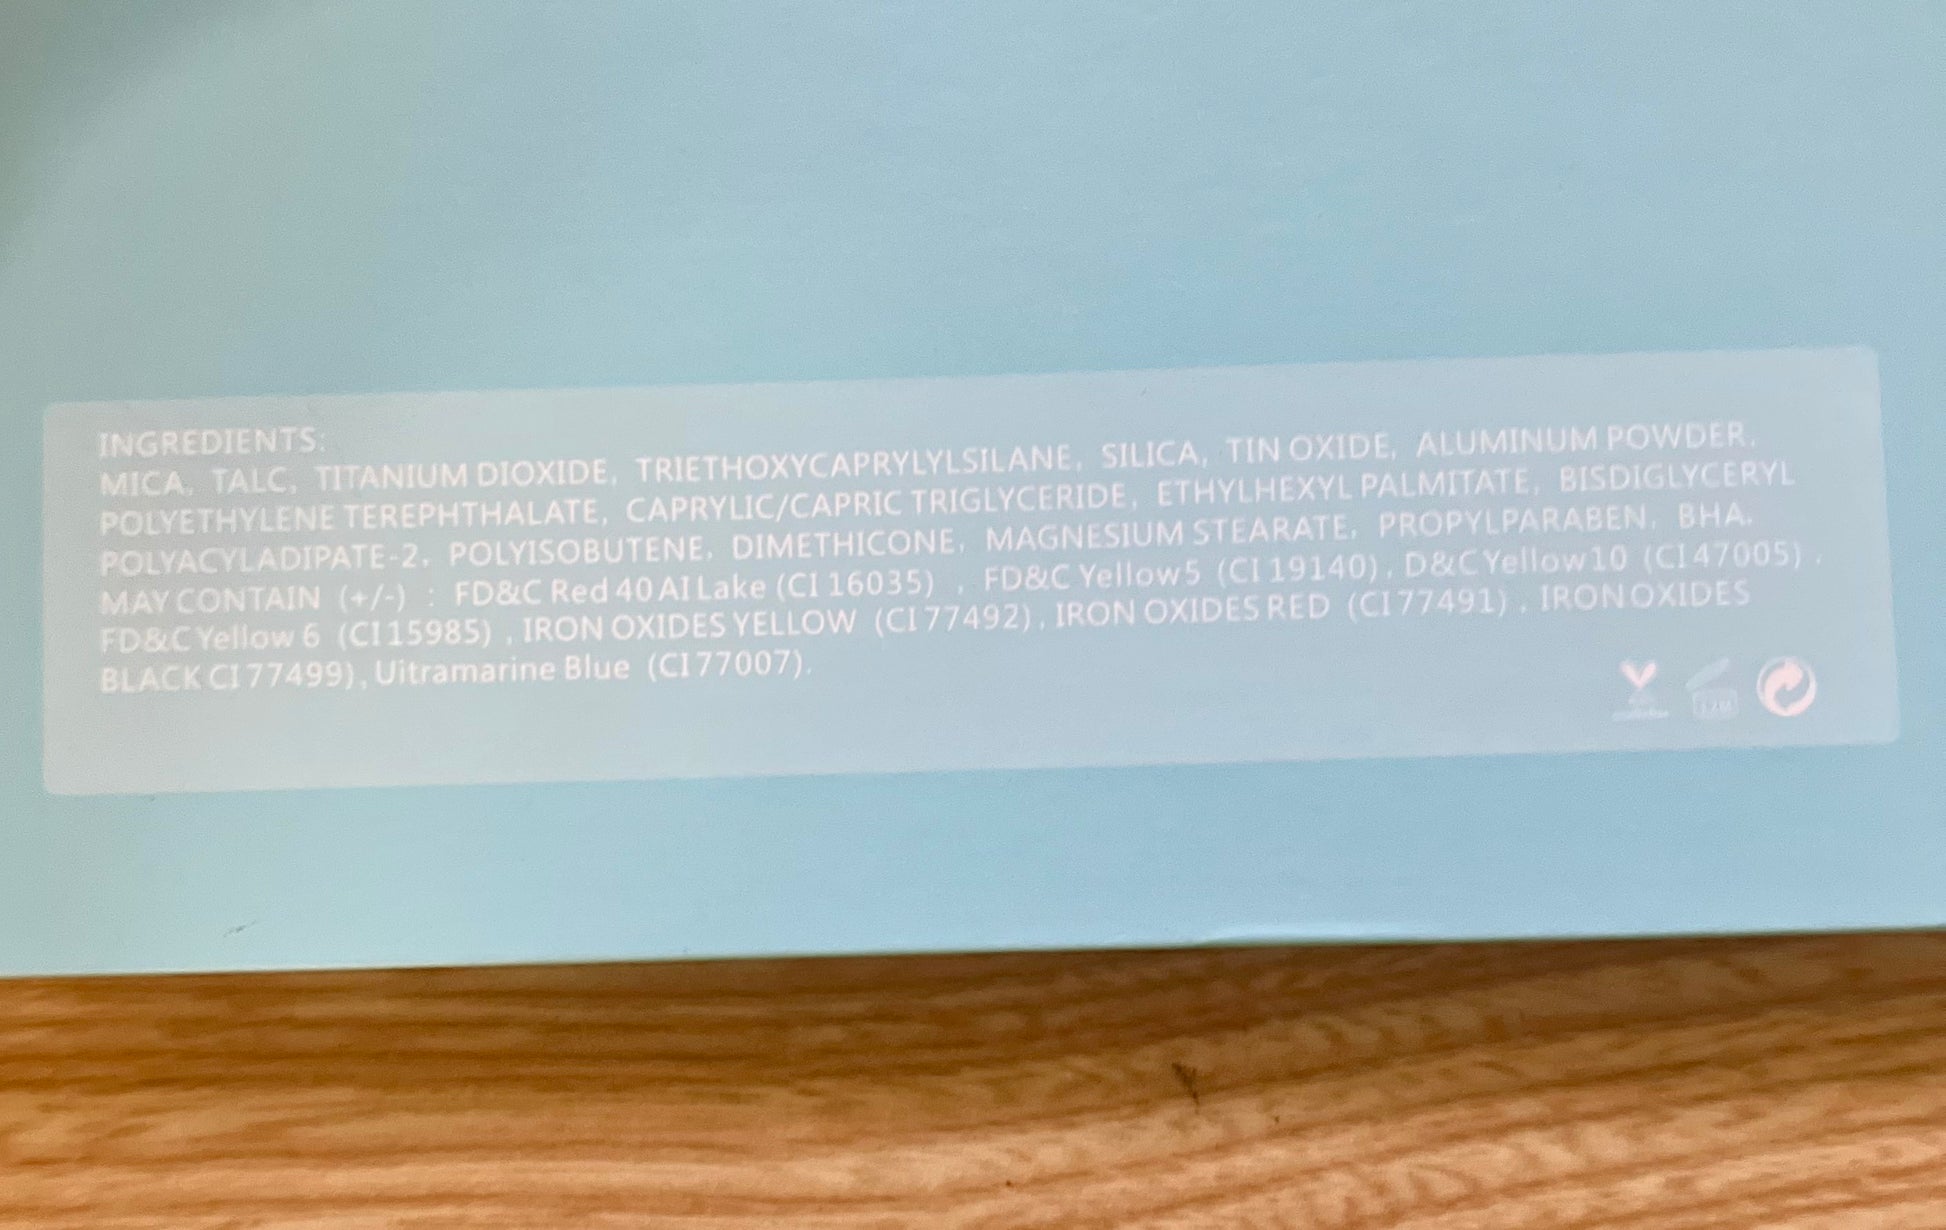 INGREDIENTS:
MICA, TALC, TITANIUM DIOXIDE, TRIETHOXYCAPRYLYLSILANE, SILICA, TIN OXIDE, ALUMINUM POWDER,
POLYETHYLENE TEREPHTHALATE, CAPRYLIC/CAPRIC TRIGLYCERIDE, ETHYLHEXYL PALMITATE, BISDIGLYCERYL
POLYACYLADIPATE-2, POLYISOBUTENE, DIMETHICONE, MAGNESIUM STEARATE, PROPYLPARABEN, BHA,
MAY CONTAIN (+/-) : FD&C Red 40 AI Lake (CI 16035) , FD&C Yellow5 (CI 19140), D&C Yellow10 (CI 47005) ,
FD&C Yellow 6 (CI 15985) , IRON OXIDES YELLOW (CI 77492), IRON OXIDES RED (CI 77491) , IRON OXIDES
BLACK CI 77499), Uitramarine Blue (CI 77007).
12M